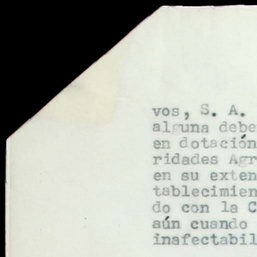 vos, S. A.
alguna debe
en dotación
ridades Agr
en su exten
tablecimien
do con la C
aún cuando
inafectabil